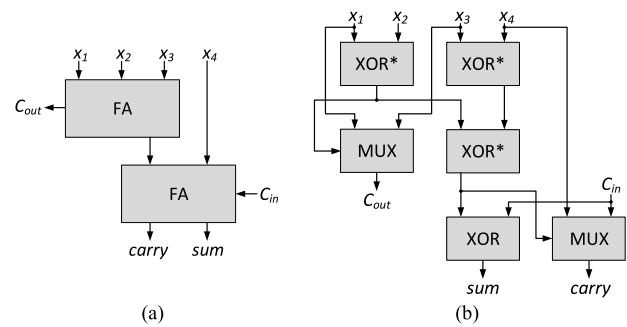 x1 x2 x3 x4
FA
Cout
FA
Cin
carry sum
(a)
x1 x2 x3 x4
XOR* XOR*
MUX XOR*
Cout
Cin
XOR MUX
sum carry
(b)